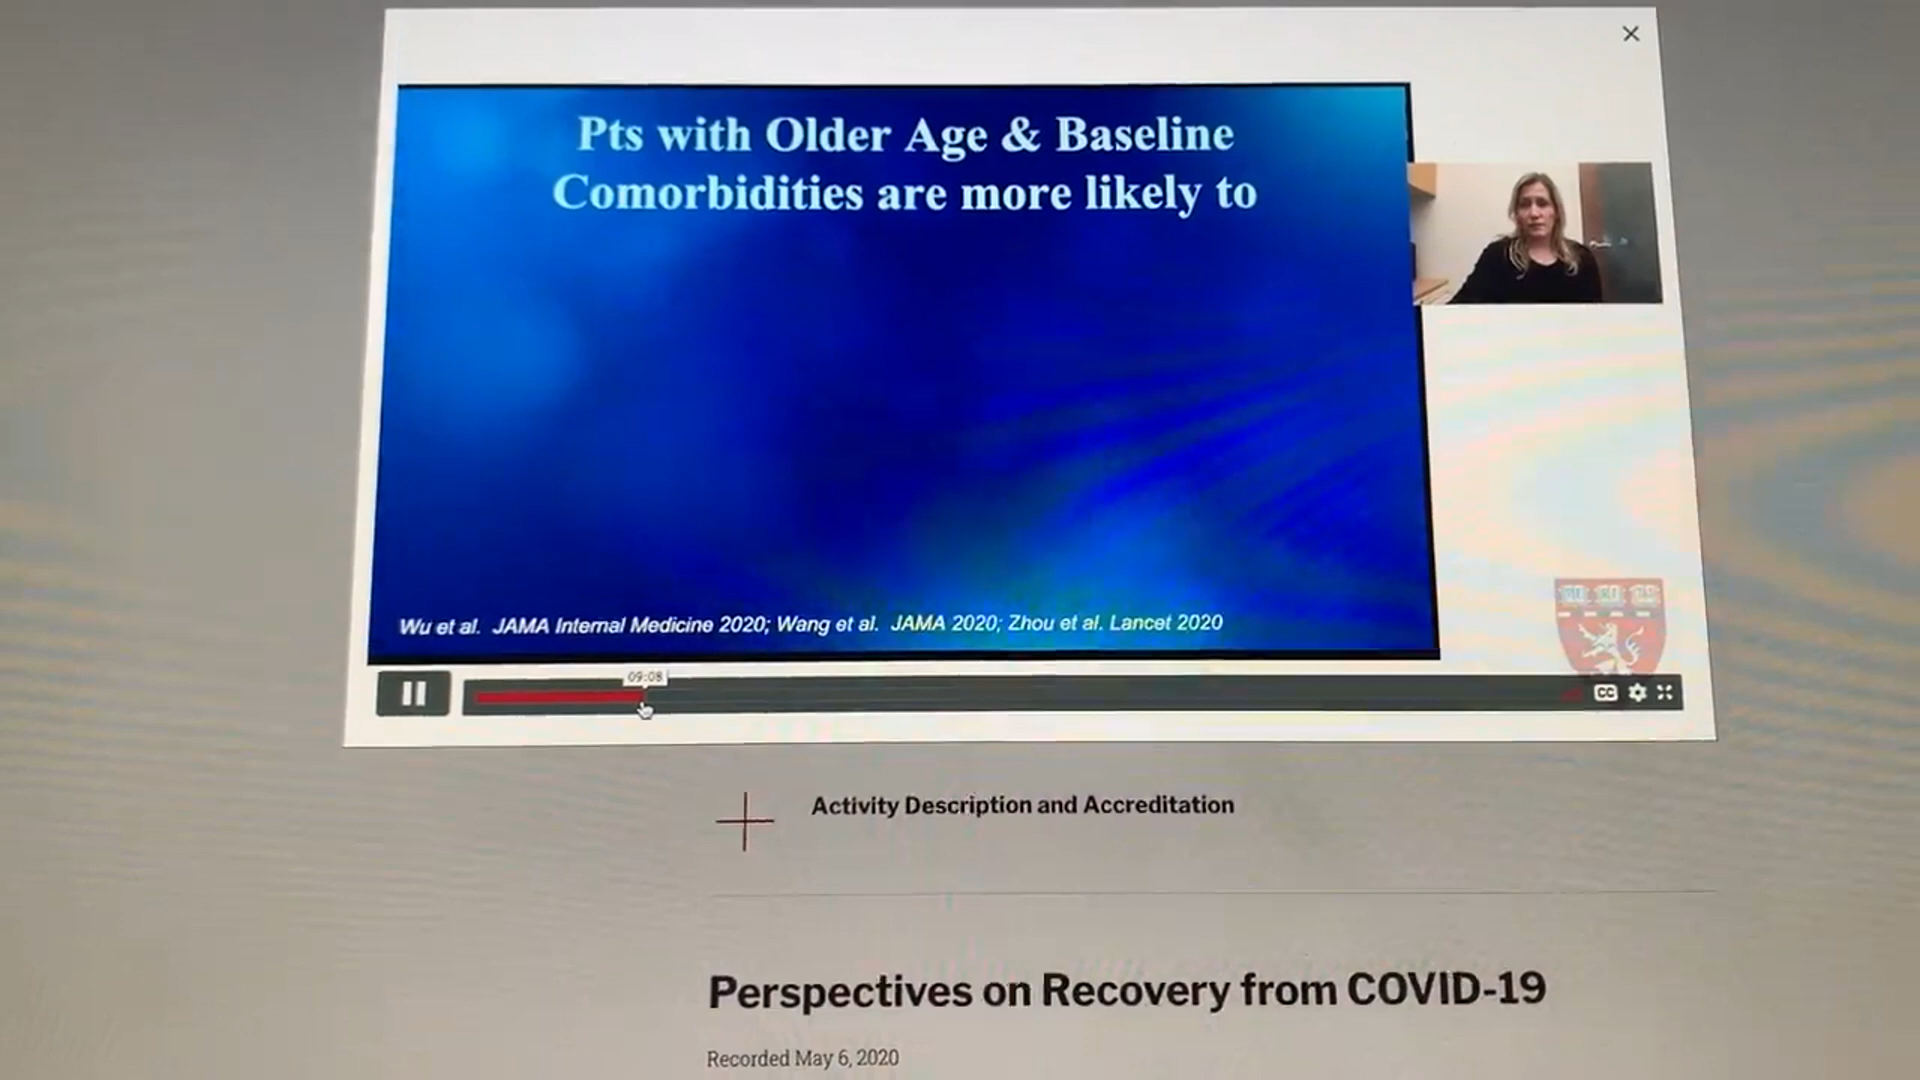 Pts with Older Age & Baseline
Comorbidities are more likely to
Wu et al. JAMA Internal Medicine 2020; Wang et al. JAMA 2020; Zhou et al. Lancet 2020
09:08
CC
Activity Description and Accreditation
Perspectives on Recovery from COVID-19
Recorded May 6, 2020